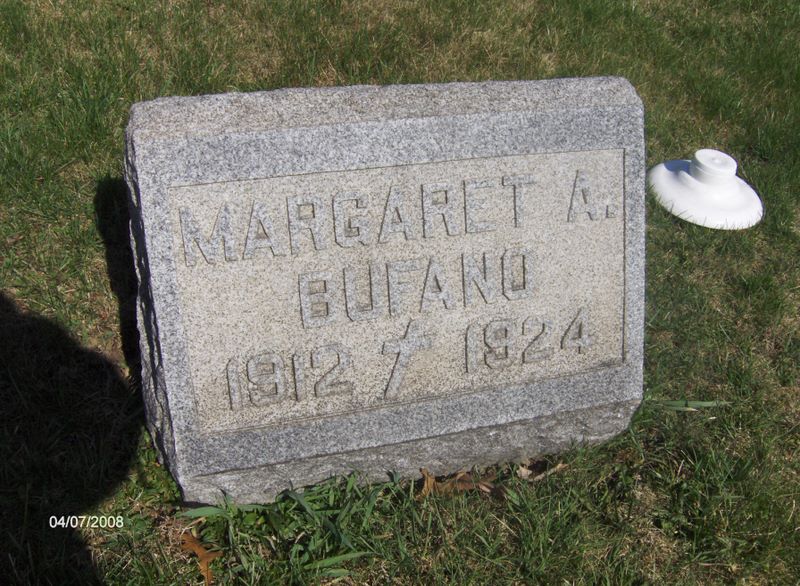 MARGARET A.
BUFANO
1912 1924
04/07/2008